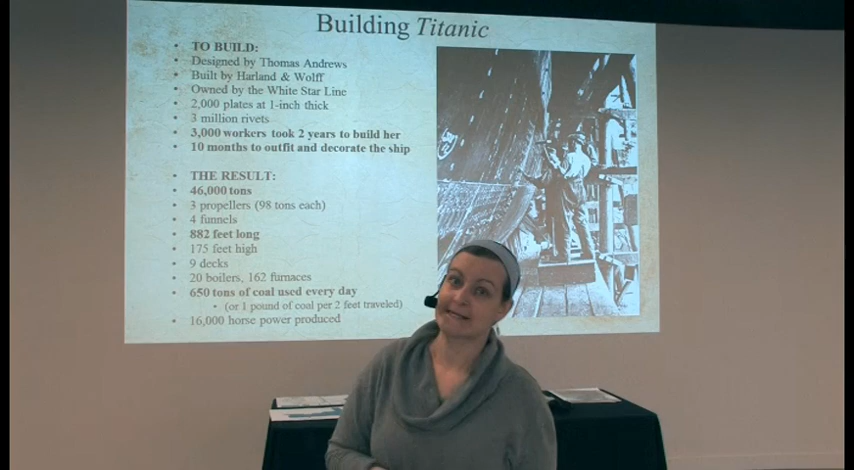 Building Titanic
• TO BUILD:
• Designed by Thomas Andrews
• Built by Harland & Wolff
• Owned by the White Star Line
• 2,000 plates at 1-inch thick
• 3 million rivets
• 3,000 workers took 2 years to build her
• 10 months to outfit and decorate the ship
• THE RESULT:
• 46,000 tons
• 3 propellers (98 tons each)
• 4 funnels
• 882 feet long
• 175 feet high
• 9 decks
• 20 boilers, 162 furnaces
• 650 tons of coal used every day
• (or 1 pound of coal per 2 feet traveled)
• 16,000 horse power produced